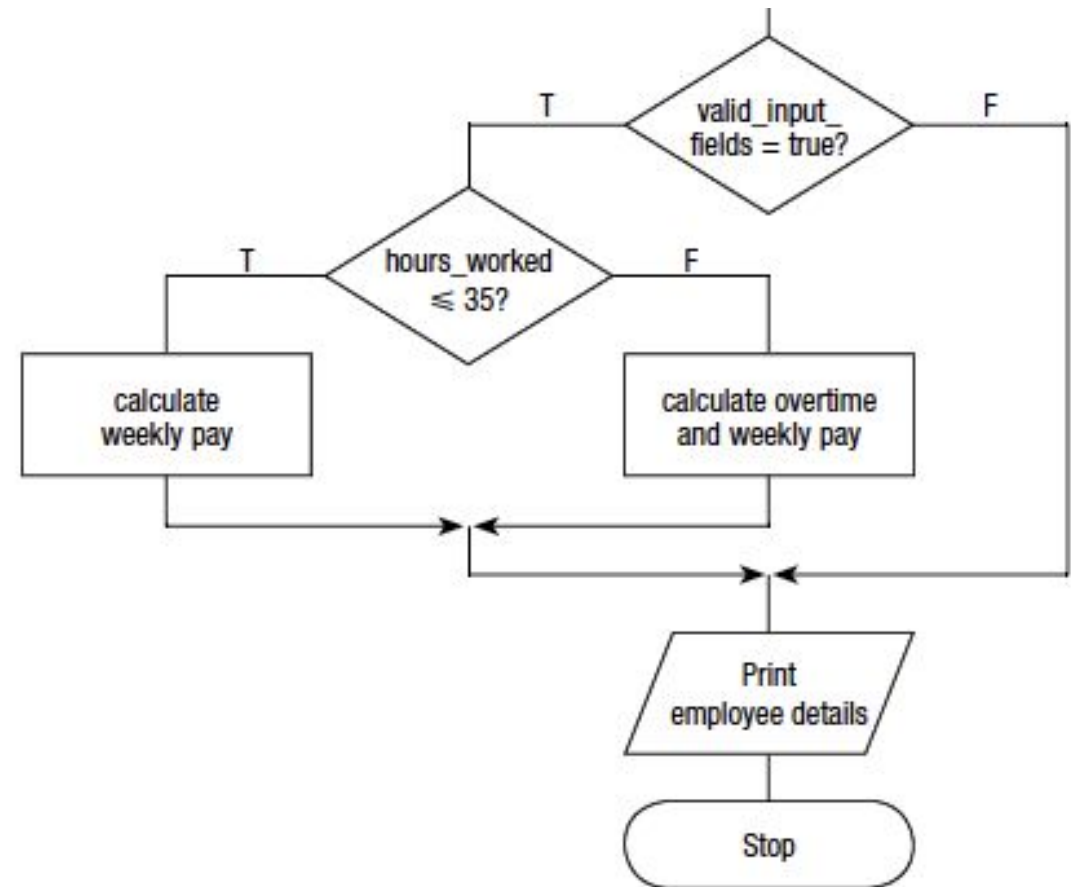 valid_input_
fields = true?
T
F
hours_worked
⩽ 35?
T
F
calculate
weekly pay
calculate overtime
and weekly pay
Print
employee details
Stop